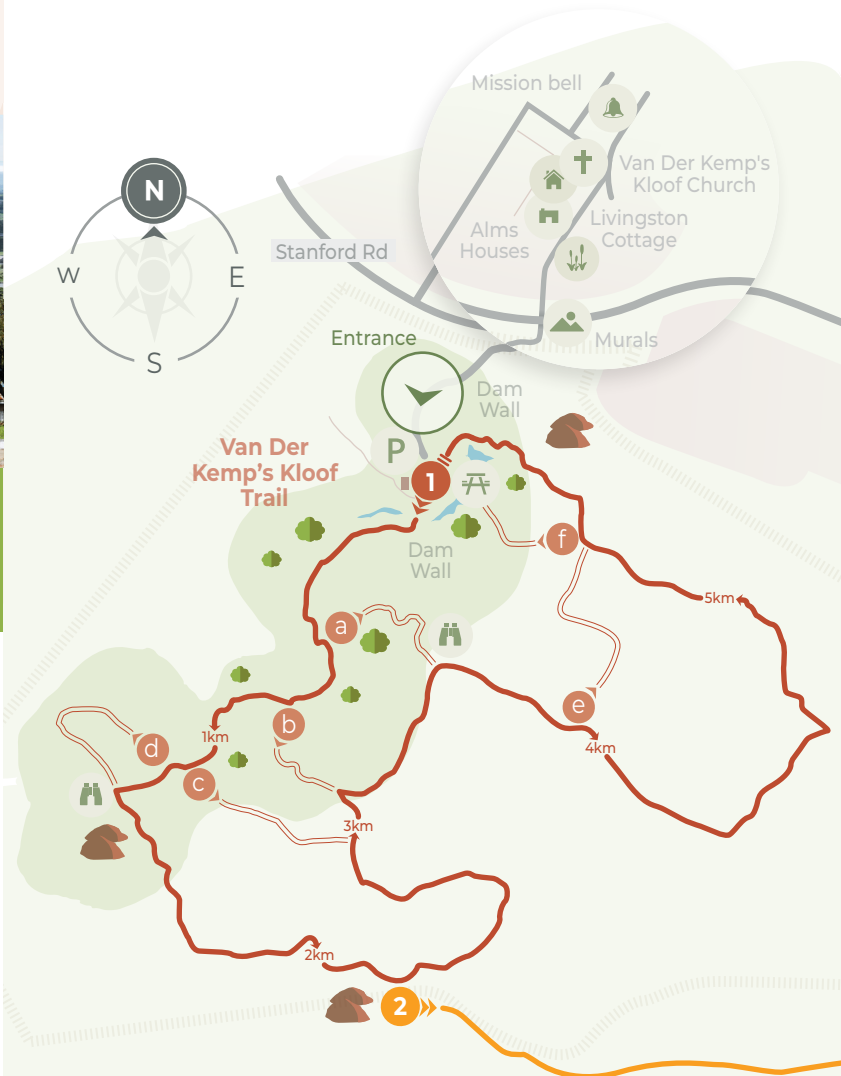 Mission bell
N
Van Der Kemp's
Kloof Church
Livingston
Cottage
Alms
Houses
Stanford Rd
W
E
S
Entrance
Murals
Dam
Wall
Van Der
Kemp's Kloof
Trail
P
1
f
Dam
Wall
5km
a
e
b
1km
d
4km
c
3km
2km
2